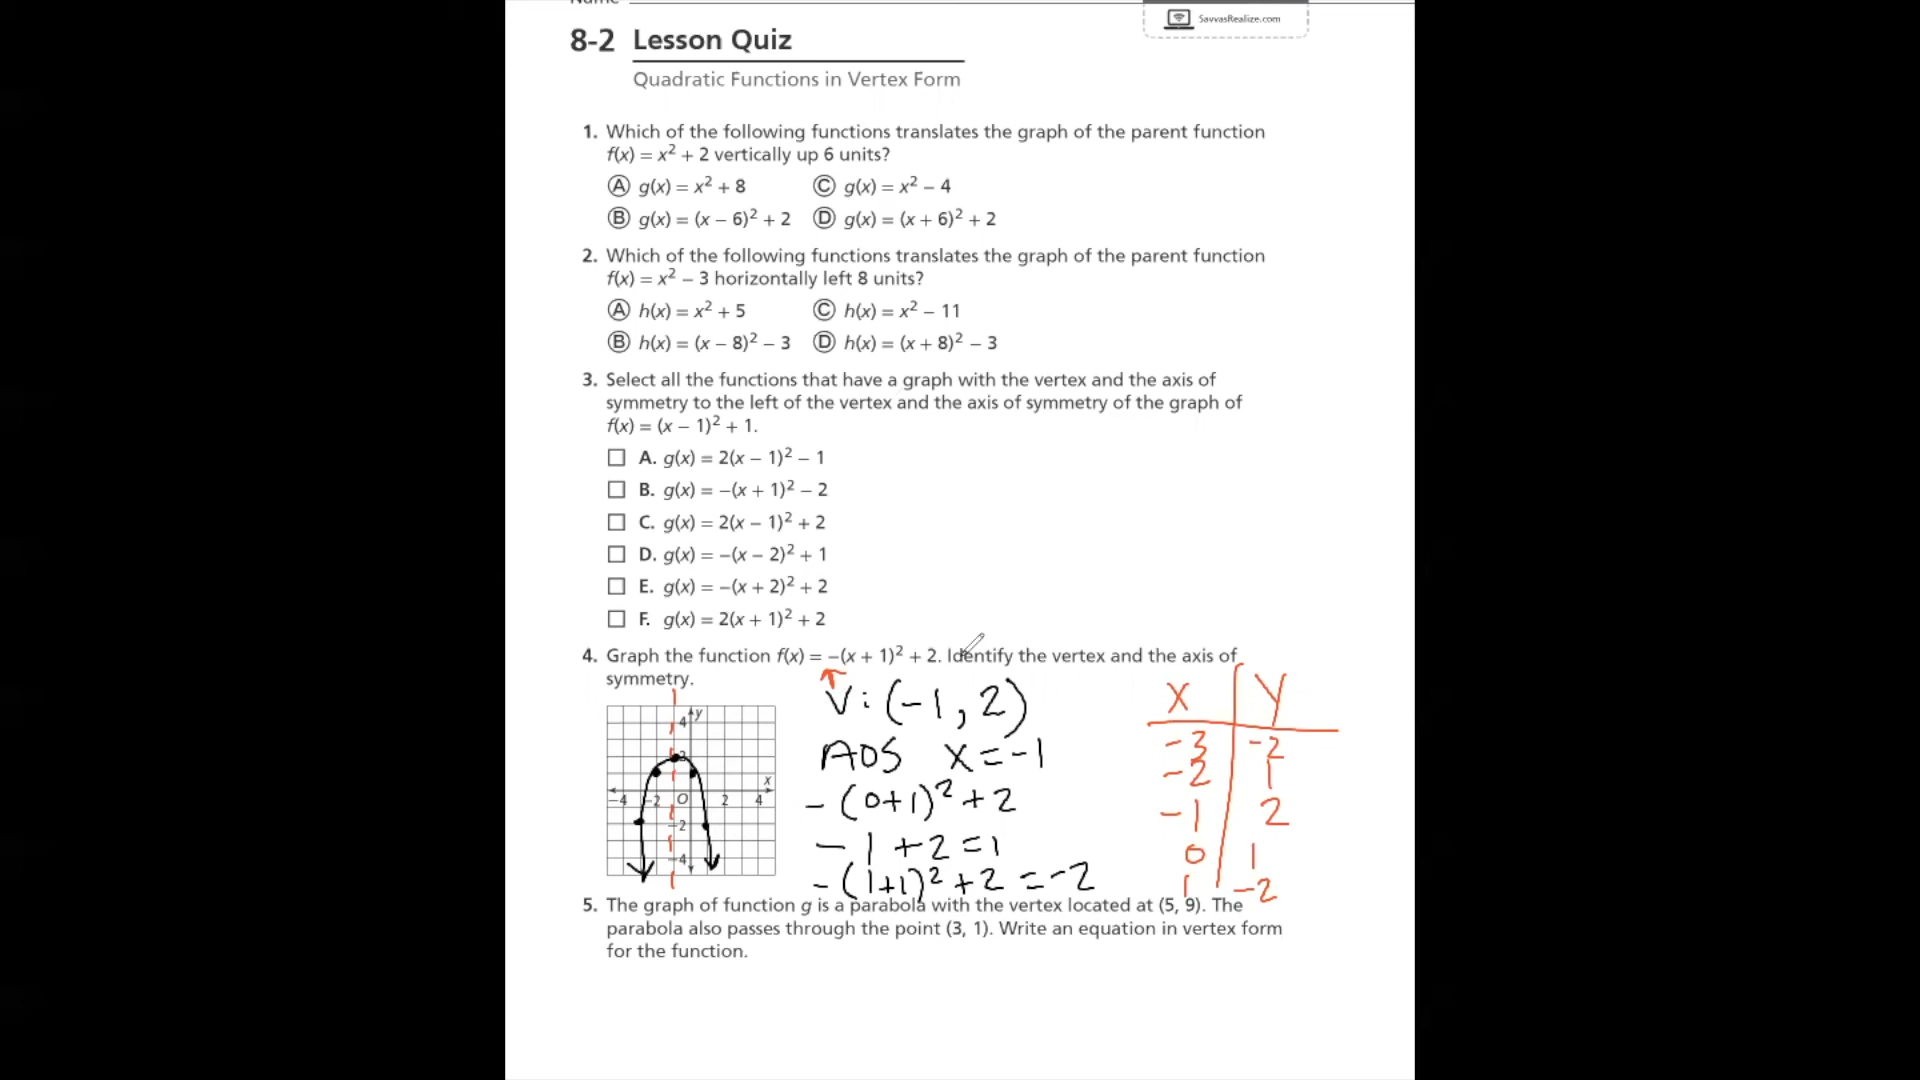 Name
SavvasRealize.com
8-2 Lesson Quiz
Quadratic Functions in Vertex Form
1. Which of the following functions translates the graph of the parent function
f(x) = x² + 2 vertically up 6 units?
Ⓐ g(x) = x² + 8 Ⓒ g(x) = x² – 4
Ⓑ g(x) = (x – 6)² + 2 Ⓓ g(x) = (x + 6)² + 2
2. Which of the following functions translates the graph of the parent function
f(x) = x² – 3 horizontally left 8 units?
Ⓐ h(x) = x² + 5 Ⓒ h(x) = x² – 11
Ⓑ h(x) = (x – 8)² – 3 Ⓓ h(x) = (x + 8)² – 3
3. Select all the functions that have a graph with the vertex and the axis of
symmetry to the left of the vertex and the axis of symmetry of the graph of
f(x) = (x – 1)² + 1.
A. g(x) = 2(x – 1)² – 1
B. g(x) = –(x + 1)² – 2
C. g(x) = 2(x – 1)² + 2
D. g(x) = –(x – 2)² + 1
E. g(x) = –(x + 2)² + 2
F. g(x) = 2(x + 1)² + 2
4. Graph the function f(x) = –(x + 1)² + 2. Identify the vertex and the axis of
symmetry.
4 y
2
x
–4 –2 O 2 4
–2
–4
V: (-1, 2)
AOS x = -1
- (0+1)² + 2
- 1 + 2 = 1
- (1+1)² + 2 = -2
X Y
-3 -2
-2 1
-1 2
0 1
1 -2
5. The graph of function g is a parabola with the vertex located at (5, 9). The
parabola also passes through the point (3, 1). Write an equation in vertex form
for the function.